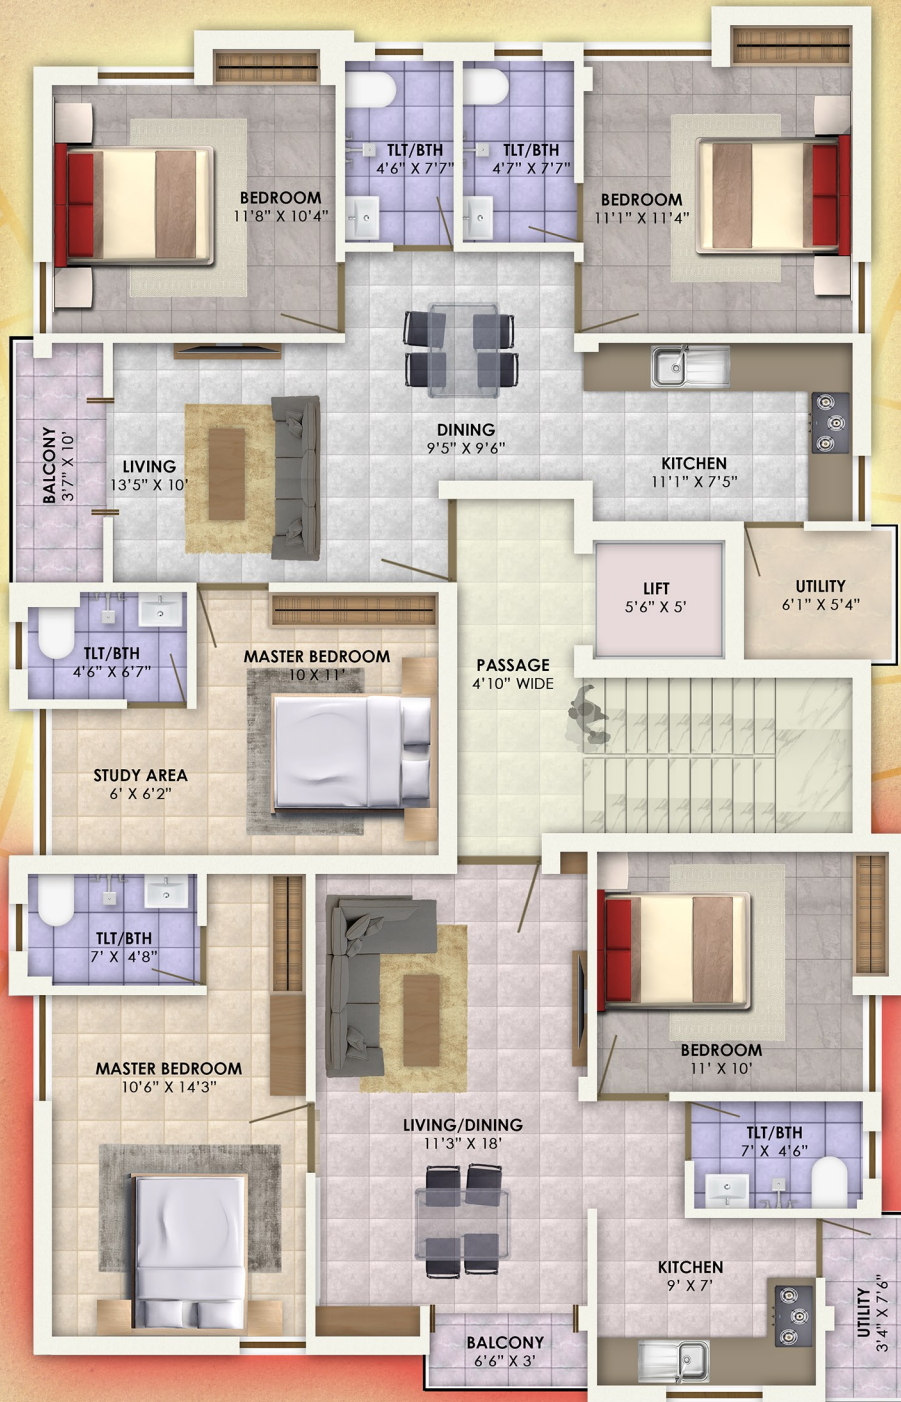 TLT/BTH
4'6" X 7'7"
TLT/BTH
4'7" X 7'7"
BEDROOM
11'8" X 10'4"
BEDROOM
11'1" X 11'4"
DINING
9'5" X 9'6"
BALCONY
3'7" X 10'
LIVING
13'5" X 10'
KITCHEN
11'1" X 7'5"
LIFT
5'6" X 5'
UTILITY
6'1" X 5'4"
TLT/BTH
4'6" X 6'7"
MASTER BEDROOM
10 X 11'
PASSAGE
4'10" WIDE
STUDY AREA
6' X 6'2"
TLT/BTH
7' X 4'8"
MASTER BEDROOM
10'6" X 14'3"
BEDROOM
11' X 10'
LIVING/DINING
11'3" X 18'
TLT/BTH
7' X 4'6"
KITCHEN
9' X 7'
UTILITY
3'4" X 7'6"
BALCONY
6'6" X 3'